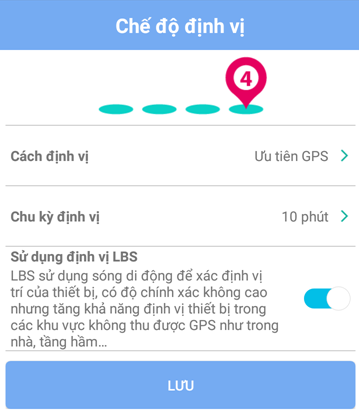 Chế độ định vị
4
Cách định vị Ưu tiên GPS
Chu kỳ định vị 10 phút
Sử dụng định vị LBS
LBS sử dụng sóng di động để xác định vị
trí của thiết bị, có độ chính xác không cao
nhưng tăng khả năng định vị thiết bị trong
các khu vực không thu được GPS như trong
nhà, tầng hầm...
LƯU